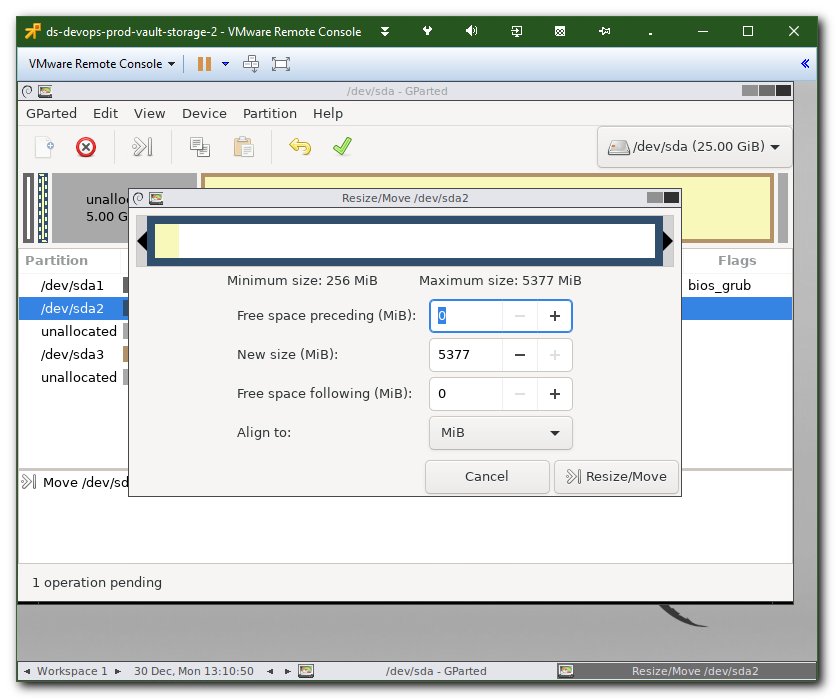 ds-devops-prod-vault-storage-2 - VMware Remote Console
VMware Remote Console
/dev/sda - GParted
GParted Edit View Device Partition Help
/dev/sda (25.00 GiB)
unallo
5.00 G
Resize/Move /dev/sda2
Minimum size: 256 MiB Maximum size: 5377 MiB
Free space preceding (MiB): 0
New size (MiB): 5377
Free space following (MiB): 0
Align to: MiB
Cancel Resize/Move
Partition Flags
/dev/sda1 bios_grub
/dev/sda2
unallocated
/dev/sda3
unallocated
Move /dev/sd
1 operation pending
Workspace 1 30 Dec, Mon 13:10:50 /dev/sda - GParted Resize/Move /dev/sda2